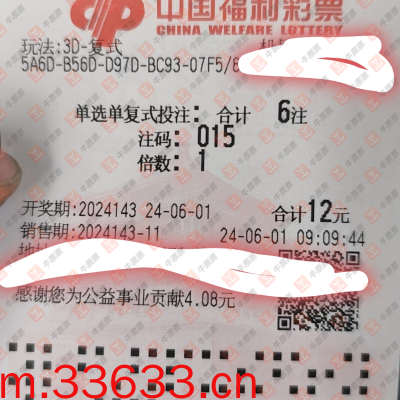 中国福利彩票
CHINA WELFARE LOTTERY
玩法:3D-复式
5A6D-B56D-D97D-BC93-07F5/6
单选单复式投注: 合计 6注
注码: 015
倍数: 1
开奖期:2024143 24-06-01 合计12元
销售期:2024143-11 24-06-01 09:09:44
感谢您为公益事业贡献4.08元
m.33633.cn